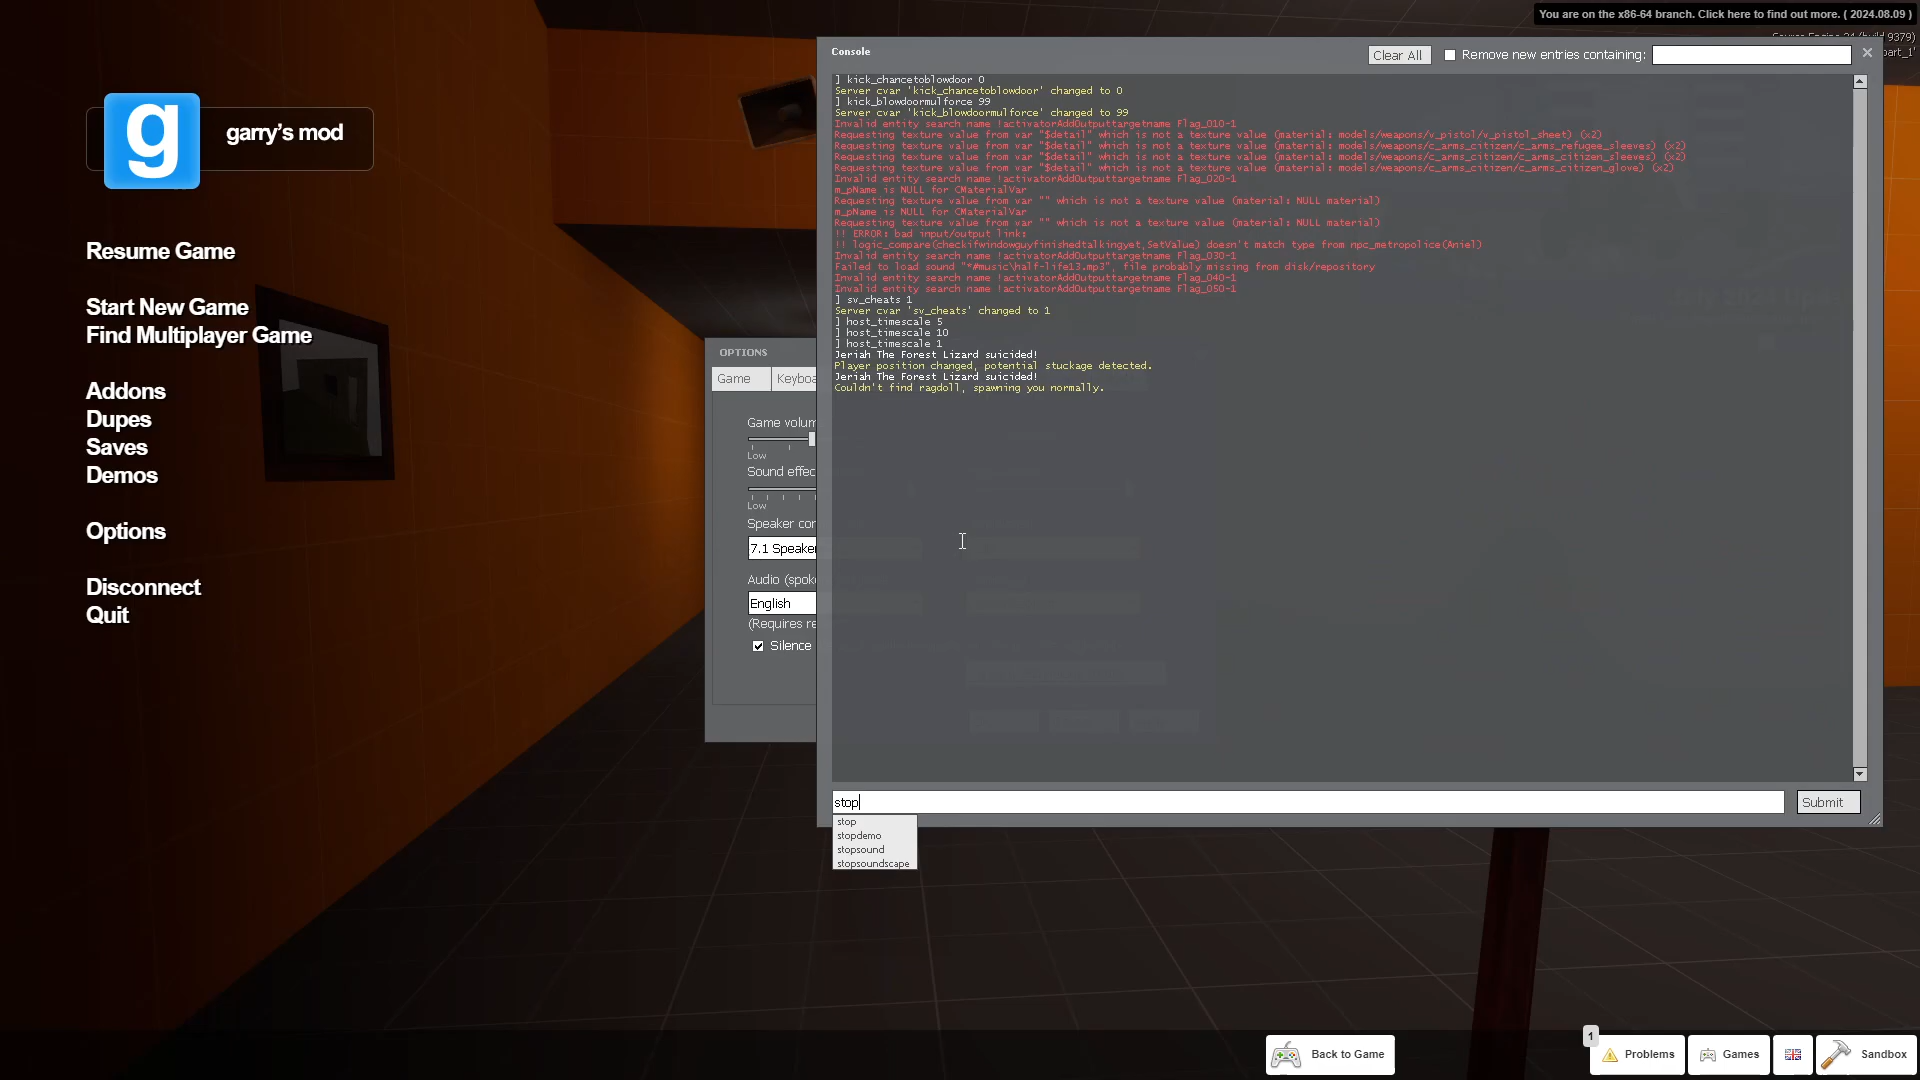 You are on the x86-64 branch. Click here to find out more. ( 2024.08.09 )
g garry's mod
Resume Game
Start New Game
Find Multiplayer Game
Addons
Dupes
Saves
Demos
Options
Disconnect
Quit
OPTIONS
Game
Game volum
Low
Sound effec
Low
Speaker con
7.1 Speake
Audio (spok
English
(Requires re
Silence
Console
Clear All
Remove new entries containing:
] kick_chancetoblowdoor 0
Server cvar 'kick_chancetoblowdoor' changed to 0
] kick_blowdoormulforce 99
Server cvar 'kick_blowdoormulforce' changed to 99
Invalid entity search name !activatorAddOutputtargetname Flag_010-1
Requesting texture value from var "$detail" which is not a texture value (material: models/weapons/v_pistol/v_pistol_sheet) (x2)
Requesting texture value from var "$detail" which is not a texture value (material: models/weapons/c_arms_citizen/c_arms_refugee_sleeves) (x2)
Requesting texture value from var "$detail" which is not a texture value (material: models/weapons/c_arms_citizen/c_arms_citizen_sleeves) (x2)
Requesting texture value from var "$detail" which is not a texture value (material: models/weapons/c_arms_citizen/c_arms_citizen_glove) (x2)
Invalid entity search name !activatorAddOutputtargetname Flag_020-1
m_pName is NULL for CMaterialVar
Requesting texture value from var "" which is not a texture value (material: NULL material)
m_pName is NULL for CMaterialVar
Requesting texture value from var "" which is not a texture value (material: NULL material)
!! ERROR: bad input/output link:
!! logic_compare(checkifwindowguyfinishedtalkingyet,SetValue) doesn't match type from npc_metropolice(Aniel)
Invalid entity search name !activatorAddOutputtargetname Flag_030-1
Failed to load sound "*#music\half-life13.mp3", file probably missing from disk/repository
Invalid entity search name !activatorAddOutputtargetname Flag_040-1
Invalid entity search name !activatorAddOutputtargetname Flag_050-1
] sv_cheats 1
Server cvar 'sv_cheats' changed to 1
] host_timescale 5
] host_timescale 10
] host_timescale 1
Jeriah The Forest Lizard suicided!
Player position changed, potential stuckage detected.
Jeriah The Forest Lizard suicided!
Couldn't find ragdoll, spawning you normally.
stop
Submit
stop
stopdemo
stopsound
stopsoundscape
Back to Game
1
Problems
Games
Sandbox